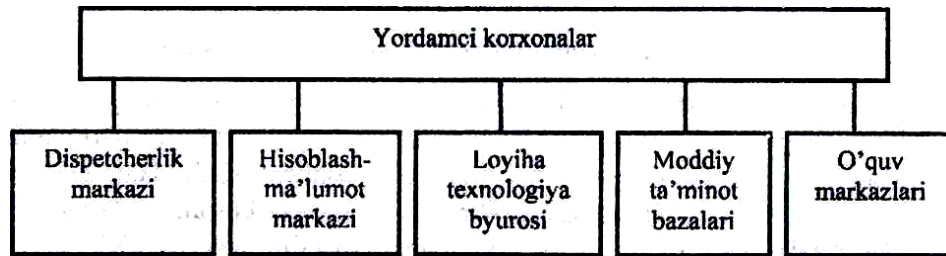 Yordamci korxonalar
Dispetcherlik
markazi
Hisoblash-
ma'lumot
markazi
Loyiha
texnologiya
byurosi
Moddiy
ta'minot
bazalari
O'quv
markazlari